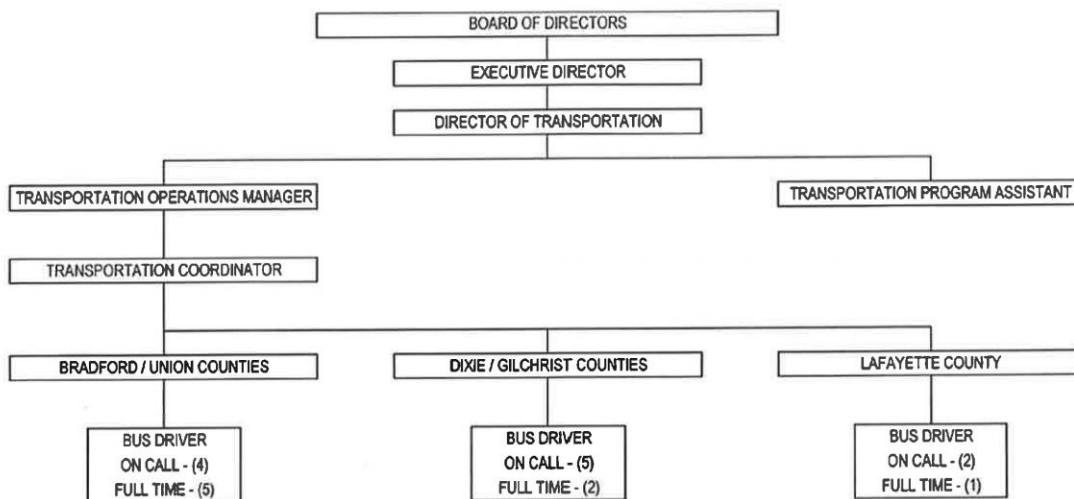 BOARD OF DIRECTORS
EXECUTIVE DIRECTOR
DIRECTOR OF TRANSPORTATION
TRANSPORTATION OPERATIONS MANAGER
TRANSPORTATION PROGRAM ASSISTANT
TRANSPORTATION COORDINATOR
BRADFORD / UNION COUNTIES
DIXIE / GILCHRIST COUNTIES
LAFAYETTE COUNTY
BUS DRIVER
ON CALL - (4)
FULL TIME - (5)
BUS DRIVER
ON CALL - (5)
FULL TIME - (2)
BUS DRIVER
ON CALL - (2)
FULL TIME - (1)